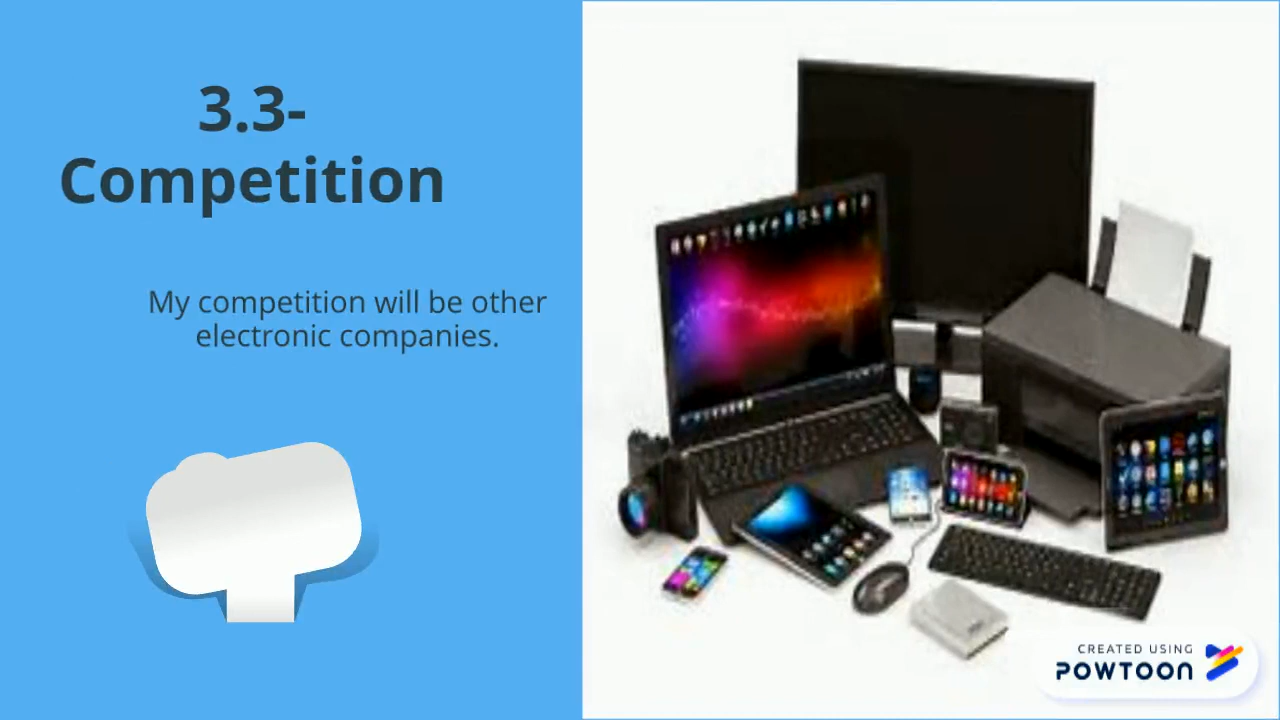 3.3-
Competition
My competition will be other
electronic companies.
CREATED USING
POWTOON